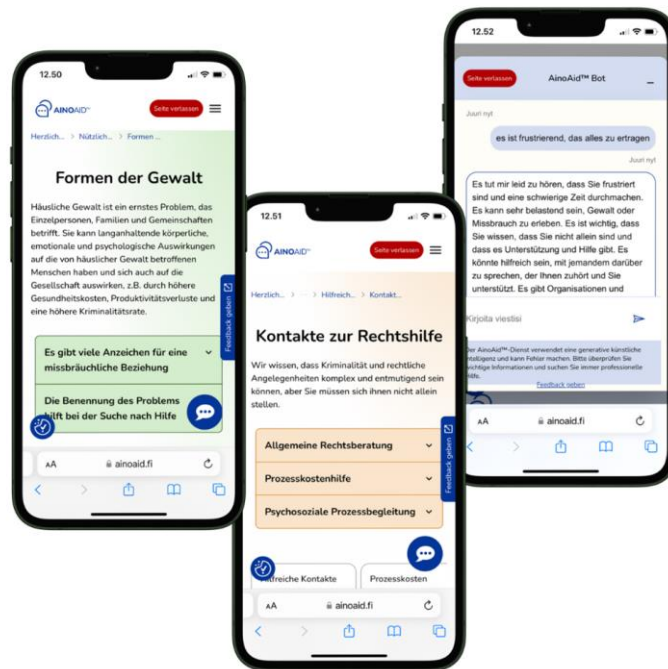 12.50
AINOAID™
Seite verlassen
Herzlich... > Nützlich... > Formen ...
Formen der Gewalt
Häusliche Gewalt ist ein ernstes Problem, das
Einzelpersonen, Familien und Gemeinschaften
betrifft. Sie kann langanhaltende körperliche,
emotionale und psychologische Auswirkungen
auf die von häuslicher Gewalt betroffenen
Menschen haben und sich auch auf die
Gesellschaft auswirken, z.B. durch höhere
Gesundheitskosten, Produktivitätsverluste und
eine höhere Kriminalitätsrate.
Feedback geben
Es gibt viele Anzeichen für eine
missbräuchliche Beziehung
Die Benennung des Problems
hilft bei der Suche nach Hilfe
AA
ainoaid.fi
12.51
AINOAID™
Seite verlassen
Herzlich... > ... > Hilfreich... > Kontakt...
Kontakte zur Rechtshilfe
Wir wissen, dass Kriminalität und rechtliche
Angelegenheiten komplex und entmutigend sein
können, aber Sie müssen sich ihnen nicht allein
stellen.
Feedback geben
Allgemeine Rechtsberatung
Prozesskostenhilfe
Psychosoziale Prozessbegleitung
Kontakte
Prozesskosten
AA
ainoaid.fi
12.52
Seite verlassen
AinoAid™ Bot
Juuri nyt
es ist frustrierend, das alles zu ertragen
Juuri nyt
Es tut mir leid zu hören, dass Sie frustriert
sind und eine schwierige Zeit durchmachen.
Es kann sehr belastend sein, Gewalt oder
Missbrauch zu erleben. Es ist wichtig, dass
Sie wissen, dass Sie nicht allein sind und
dass es Unterstützung und Hilfe gibt. Es
könnte hilfreich sein, mit jemandem darüber
zu sprechen, der Ihnen zuhört und Sie
unterstützt. Es gibt Organisationen und
Kirjoita viestisi
Der AinoAid™-Dienst verwendet eine generative künstliche
Intelligenz und kann Fehler machen. Bitte überprüfen Sie
wichtige Informationen und suchen Sie immer professionelle
Hilfe.
Feedback geben
AA
ainoaid.fi